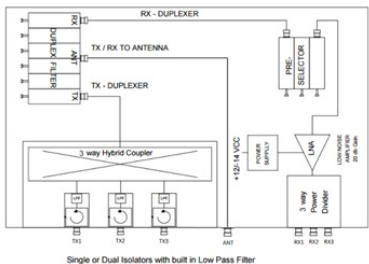 RX - DUPLEXER
RX
DUPLEX FILTER
ANT
TX
TX / RX TO ANTENNA
TX - DUPLEXER
PRE-
SELECTOR
3 way Hybrid Coupler
+12/-14 VCC
POWER
SUPPLLY
LNA
LOW NOISE
AMPLIFIER
20 db Gain
LPF
LPF
LPF
3 way
Power
Divider
TX1
TX2
TX3
ANT
RX1
RX2
RX3
Single or Dual Isolators with built in Low Pass Filter